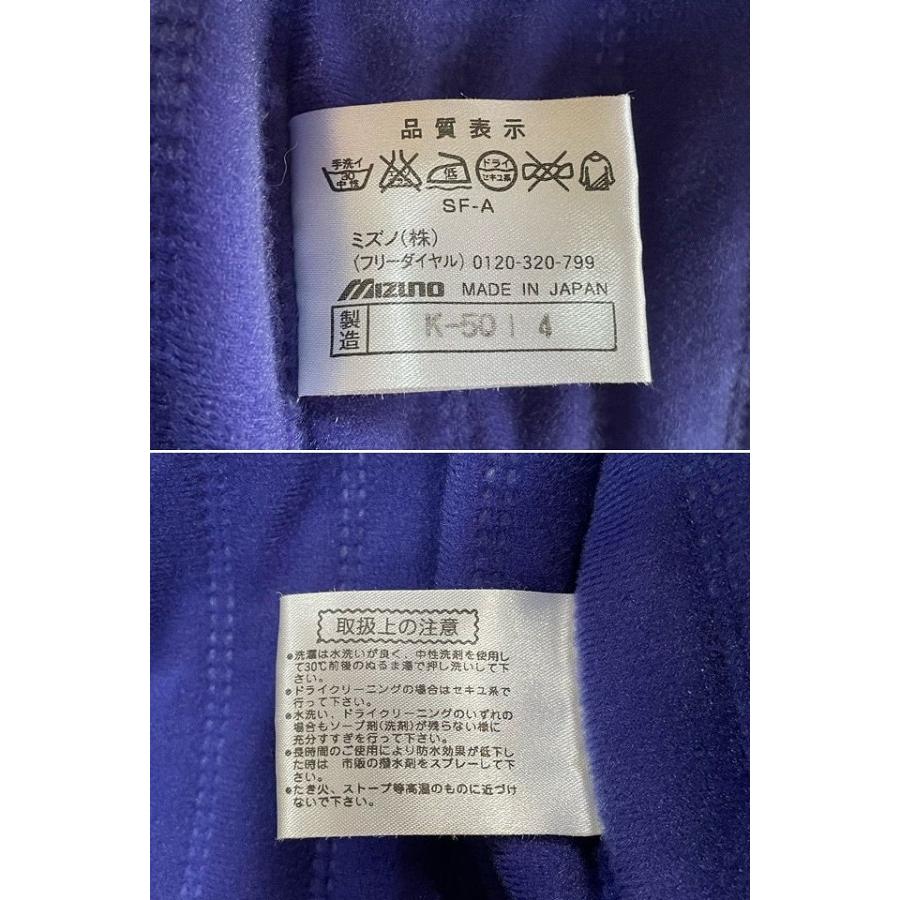 品質表示
手洗イ 30 中性 低 ドライ セキユ系
SF-A
ミズノ(株)
(フリーダイヤル) 0120-320-799
MIZUNO MADE IN JAPAN
製造 K-501 4
取扱上の注意
●洗濯は水洗いが良く、中性洗剤を使用し
て30℃前後のぬるま湯で押し洗いして下
さい。
●ドライクリーニングの場合はセキユ系で
行って下さい。
●水洗い、ドライクリーニングのいずれの
場合もソープ剤(洗剤)が残らない様に
充分すすぎを行って下さい。
●長時間のご使用により防水効果が低下し
た時は 市販の撥水剤をスプレーして下
さい。
●たき火、ストーブ等高温のものに近づけ
ないで下さい。